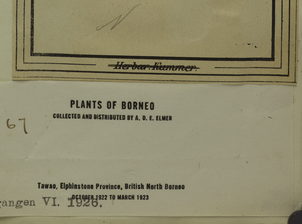 N
Herbar. Kummer.
PLANTS OF BORNEO
COLLECTED AND DISTRIBUTED BY A. D. E. ELMER
67
Tawao, Elphinstone Province, British North Borneo
OCTOBER 1922 TO MARCH 1923
gangen VI. 1926.